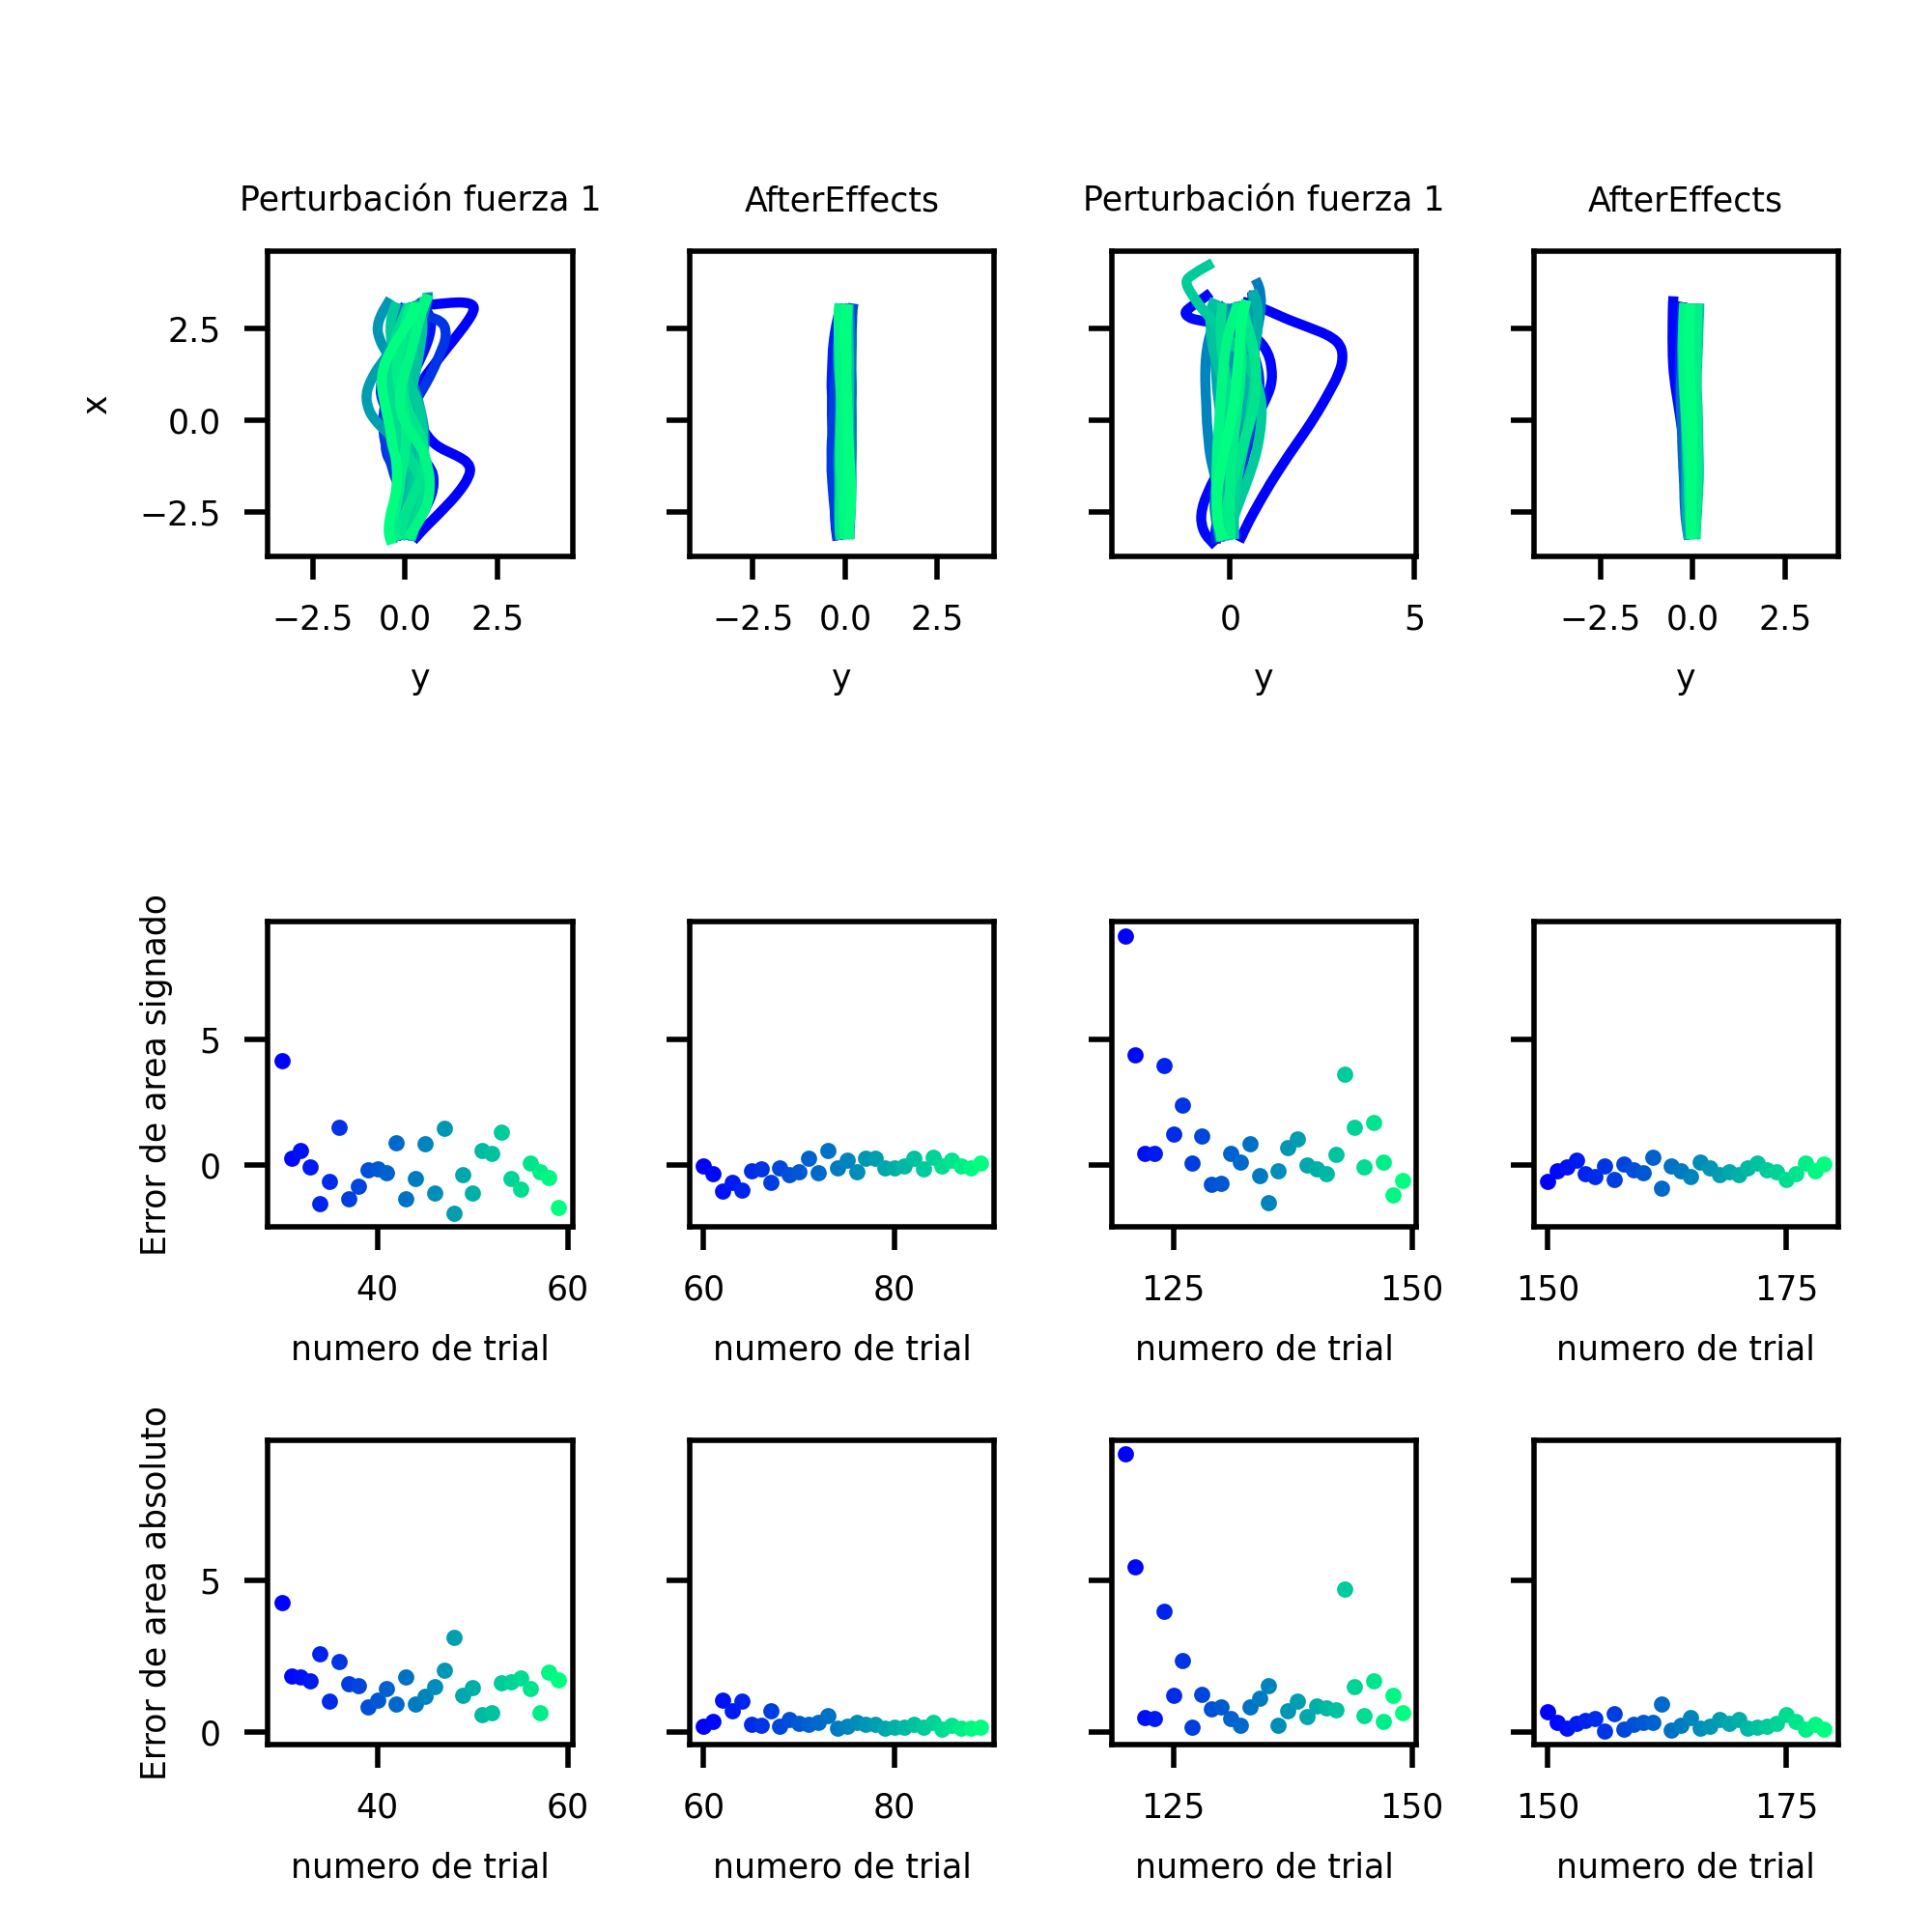 Perturbación fuerza 1
AfterEffects
Perturbación fuerza 1
AfterEffects
x
2.5
0.0
−2.5
−2.5 0.0 2.5
−2.5 0.0 2.5
0 5
−2.5 0.0 2.5
y
y
y
y
Error de area signado
5
0
40 60
60 80
125 150
150 175
numero de trial
numero de trial
numero de trial
numero de trial
Error de area absoluto
5
0
40 60
60 80
125 150
150 175
numero de trial
numero de trial
numero de trial
numero de trial